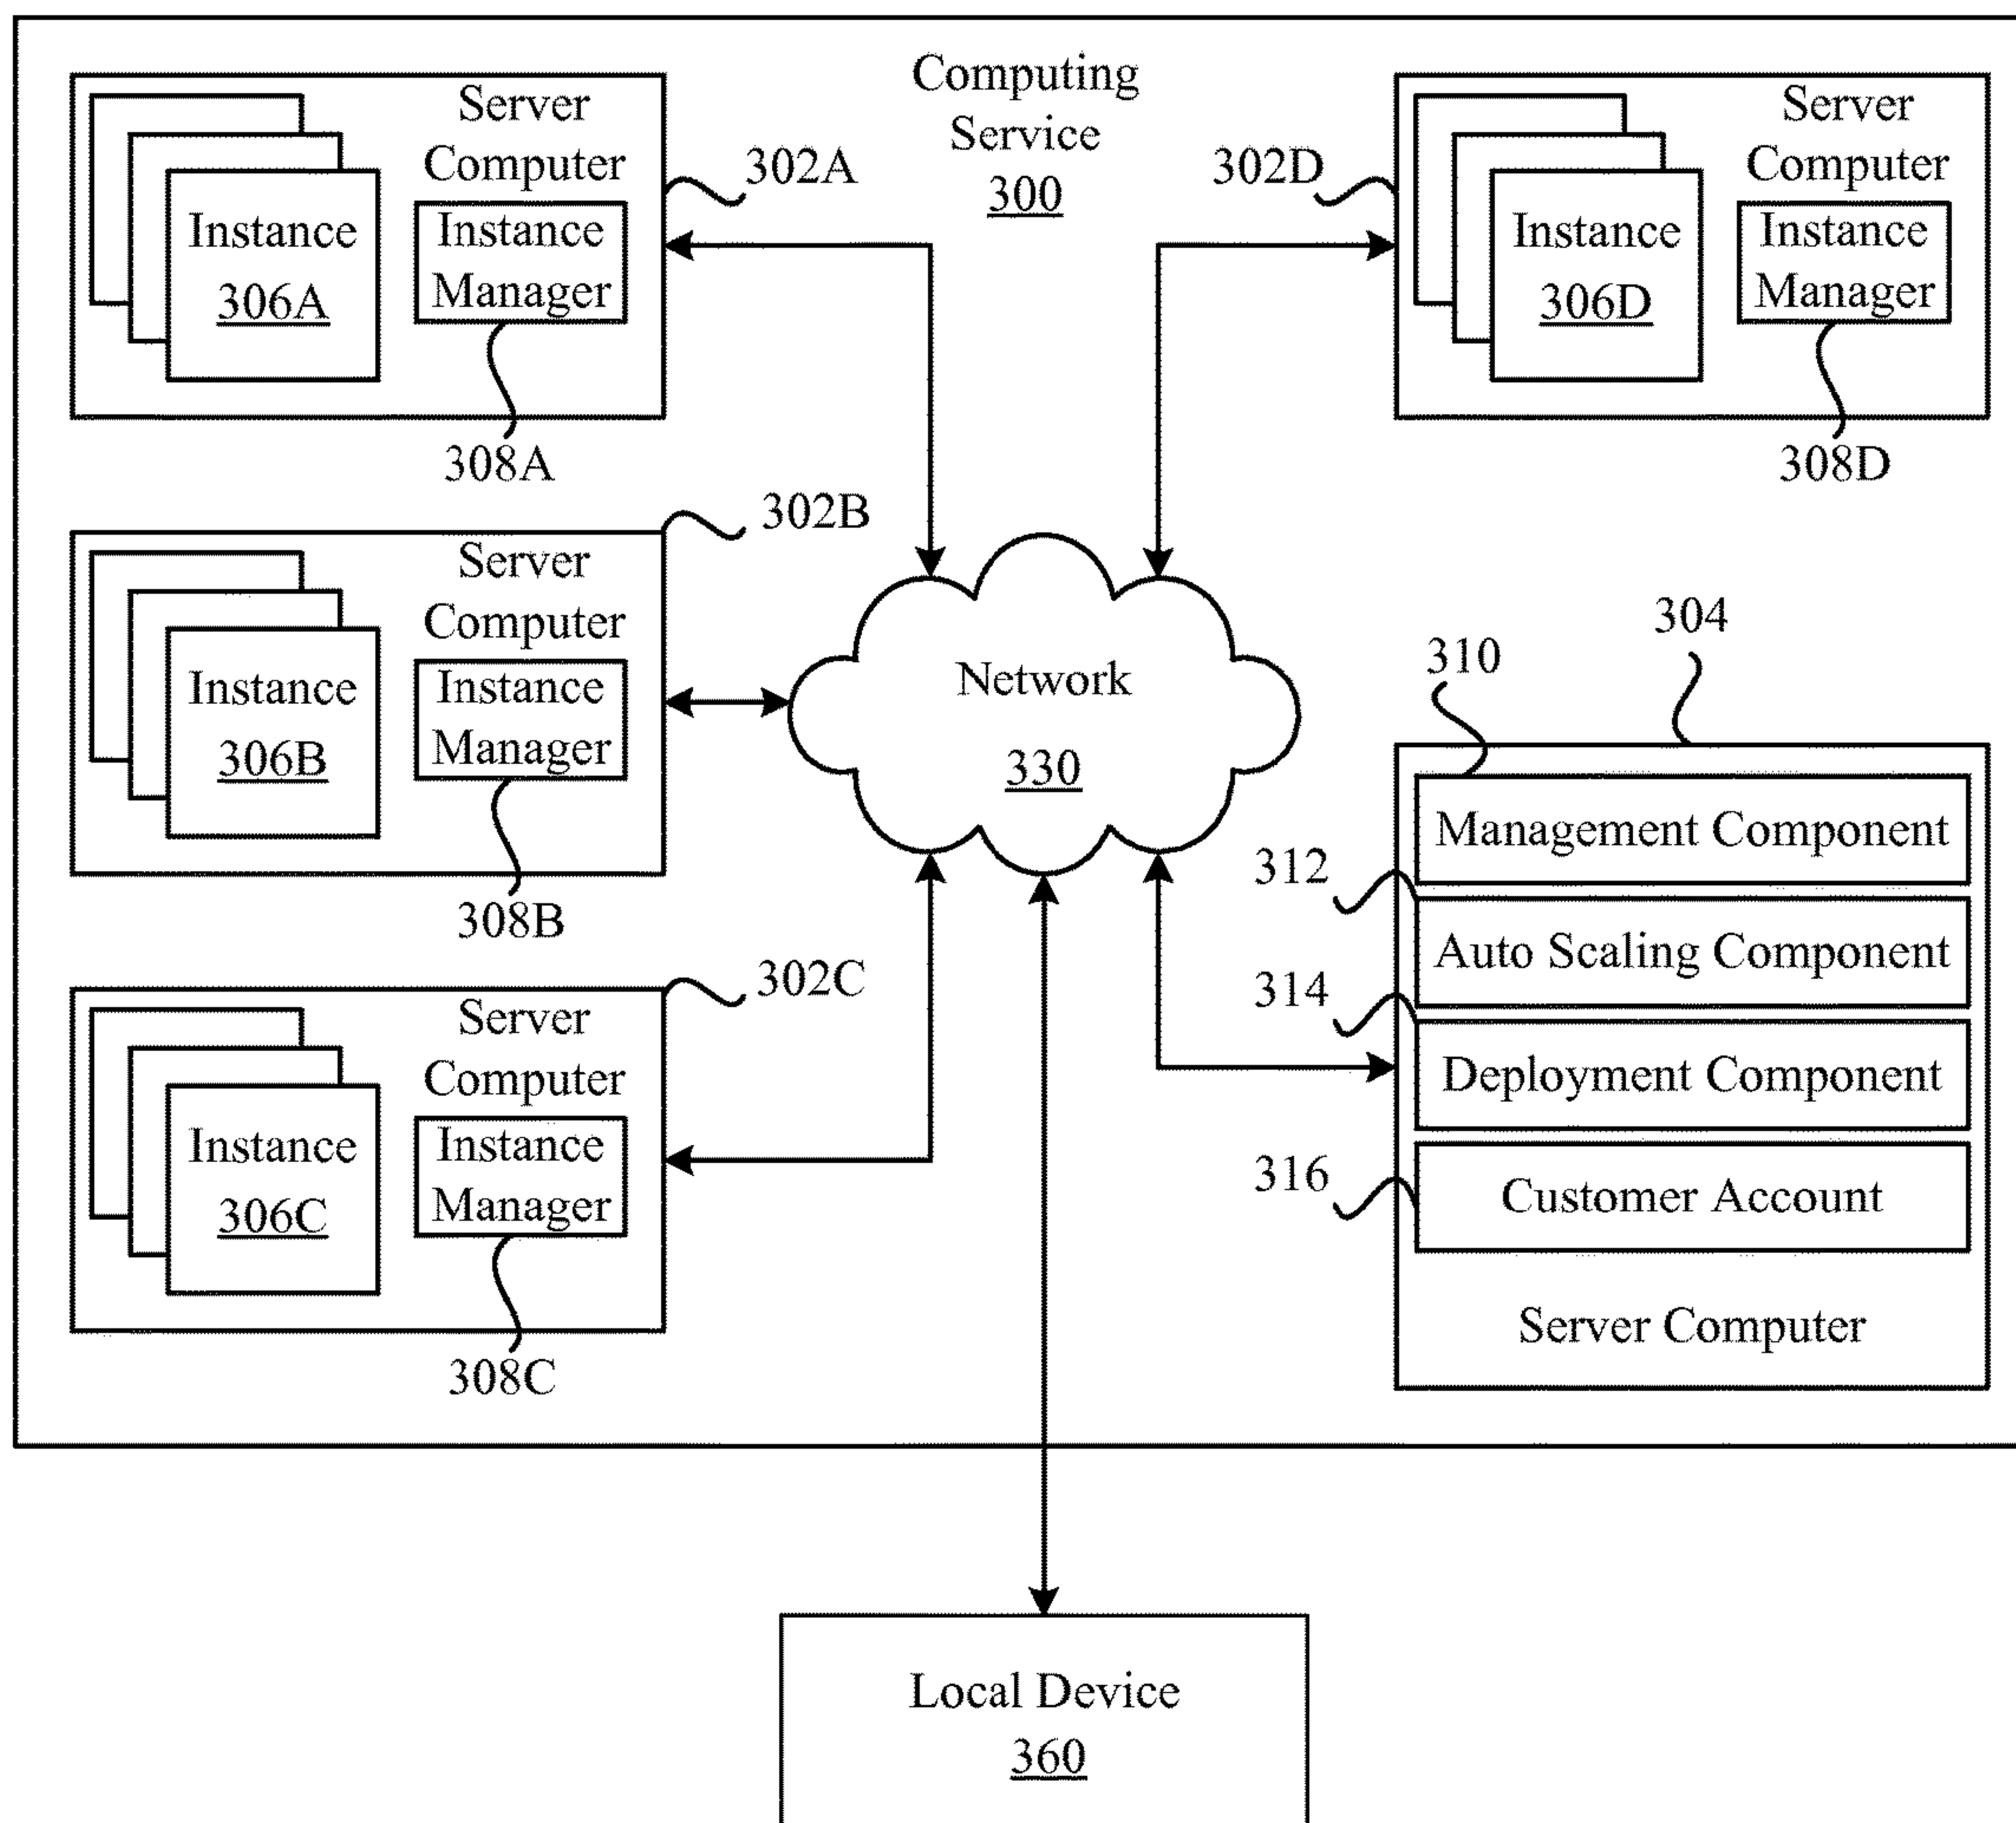 Computing
Service
300
Server
Computer
Instance
306A
Instance
Manager
302A
308A
302D
Server
Computer
Instance
306D
Instance
Manager
308D
302B
Server
Computer
Instance
306B
Instance
Manager
308B
Network
330
304
310
Management Component
312
Auto Scaling Component
314
Deployment Component
316
Customer Account
Server Computer
302C
Server
Computer
Instance
306C
Instance
Manager
308C
Local Device
360